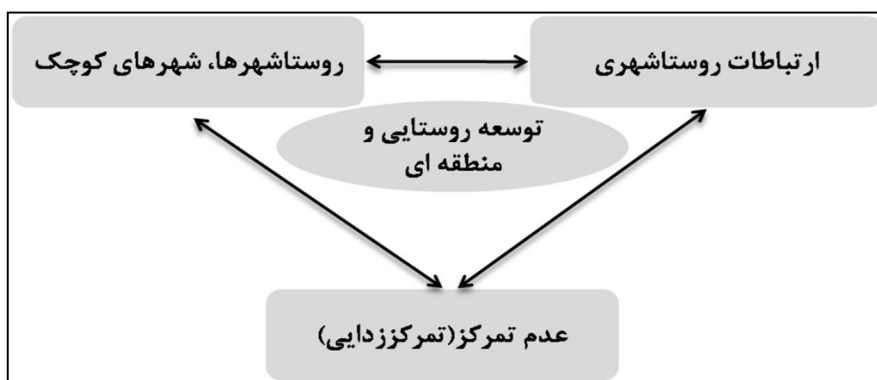 ارتباطات روستاشهری
روستاشهرها، شهرهای کوچک
توسعه روستایی و
منطقه ای
عدم تمرکز(تمرکززدایی)